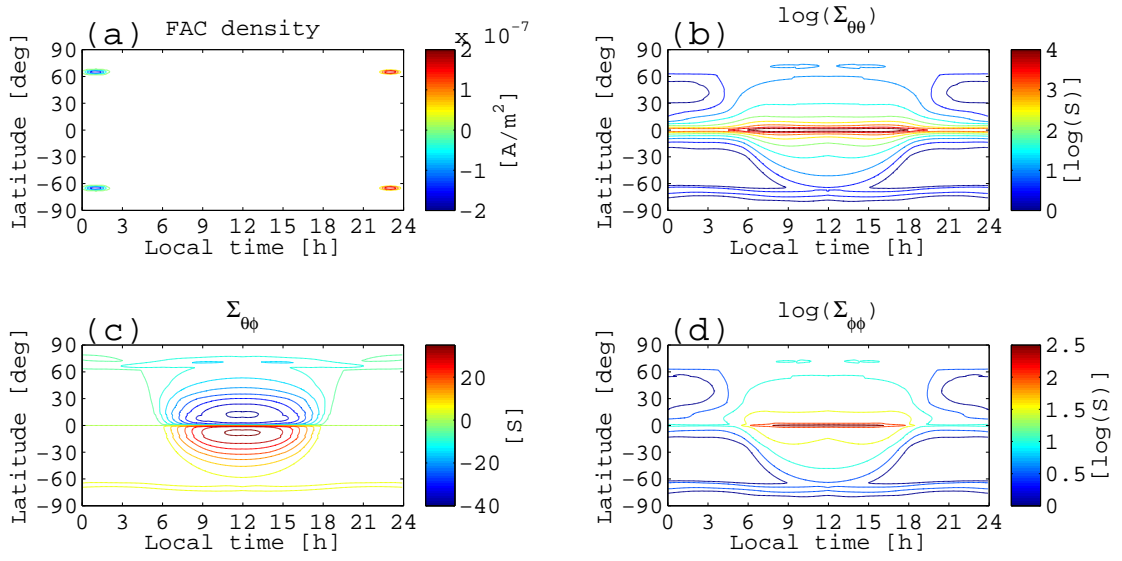 (a) FAC density
x 10^-7
90
60
30
0
−30
−60
−90
Latitude [deg]
0 3 6 9 12 15 18 21 24
Local time [h]
2
1
0
−1
−2
[A/m^2]
(b) log(Σ_θθ)
90
60
30
0
−30
−60
−90
Latitude [deg]
0 3 6 9 12 15 18 21 24
Local time [h]
4
3
2
1
0
[log(S)]
(c) Σ_θϕ
90
60
30
0
−30
−60
−90
Latitude [deg]
0 3 6 9 12 15 18 21 24
Local time [h]
20
0
−20
−40
[S]
(d) log(Σ_ϕϕ)
90
60
30
0
−30
−60
−90
Latitude [deg]
0 3 6 9 12 15 18 21 24
Local time [h]
2.5
2
1.5
1
0.5
0
[log(S)]